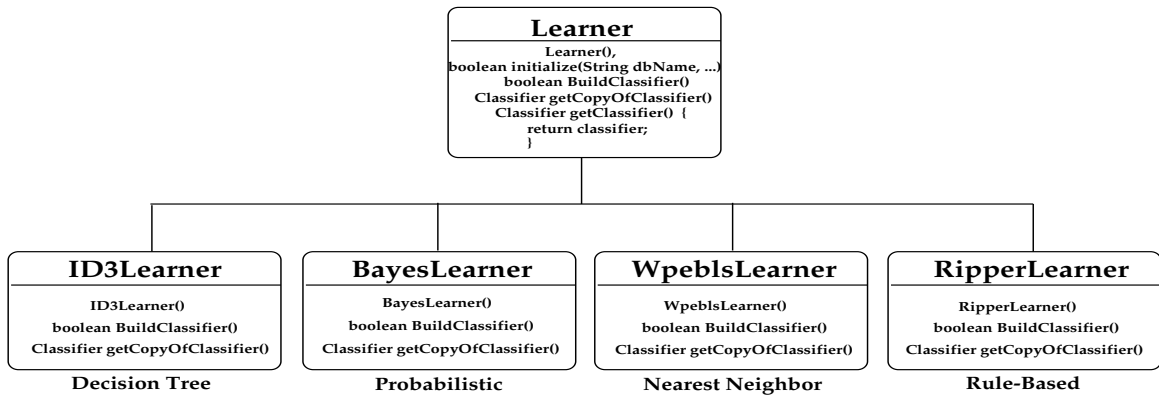 Learner
Learner(),
boolean initialize(String dbName, ...)
boolean BuildClassifier()
Classifier getCopyOfClassifier()
Classifier getClassifier() {
return classifier;
}
ID3Learner
ID3Learner()
boolean BuildClassifier()
Classifier getCopyOfClassifier()
Decision Tree
BayesLearner
BayesLearner()
boolean BuildClassifier()
Classifier getCopyOfClassifier()
Probabilistic
WpeblsLearner
WpeblsLearner()
boolean BuildClassifier()
Classifier getCopyOfClassifier()
Nearest Neighbor
RipperLearner
RipperLearner()
boolean BuildClassifier()
Classifier getCopyOfClassifier()
Rule-Based